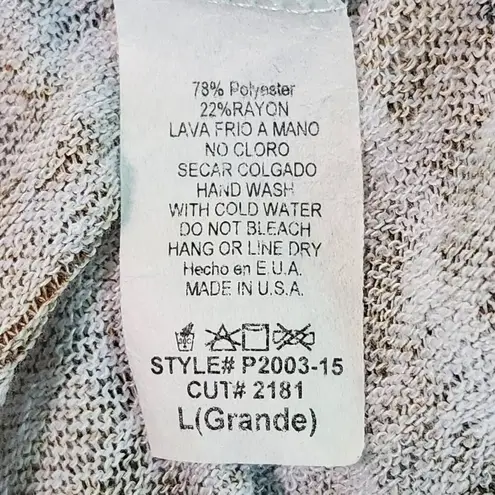 78% Polyester
22%RAYON
LAVA FRIO A MANO
NO CLORO
SECAR COLGADO
HAND WASH
WITH COLD WATER
DO NOT BLEACH
HANG OR LINE DRY
Hecho en E.U.A.
MADE IN U.S.A.
STYLE# P2003-15
CUT# 2181
L(Grande)